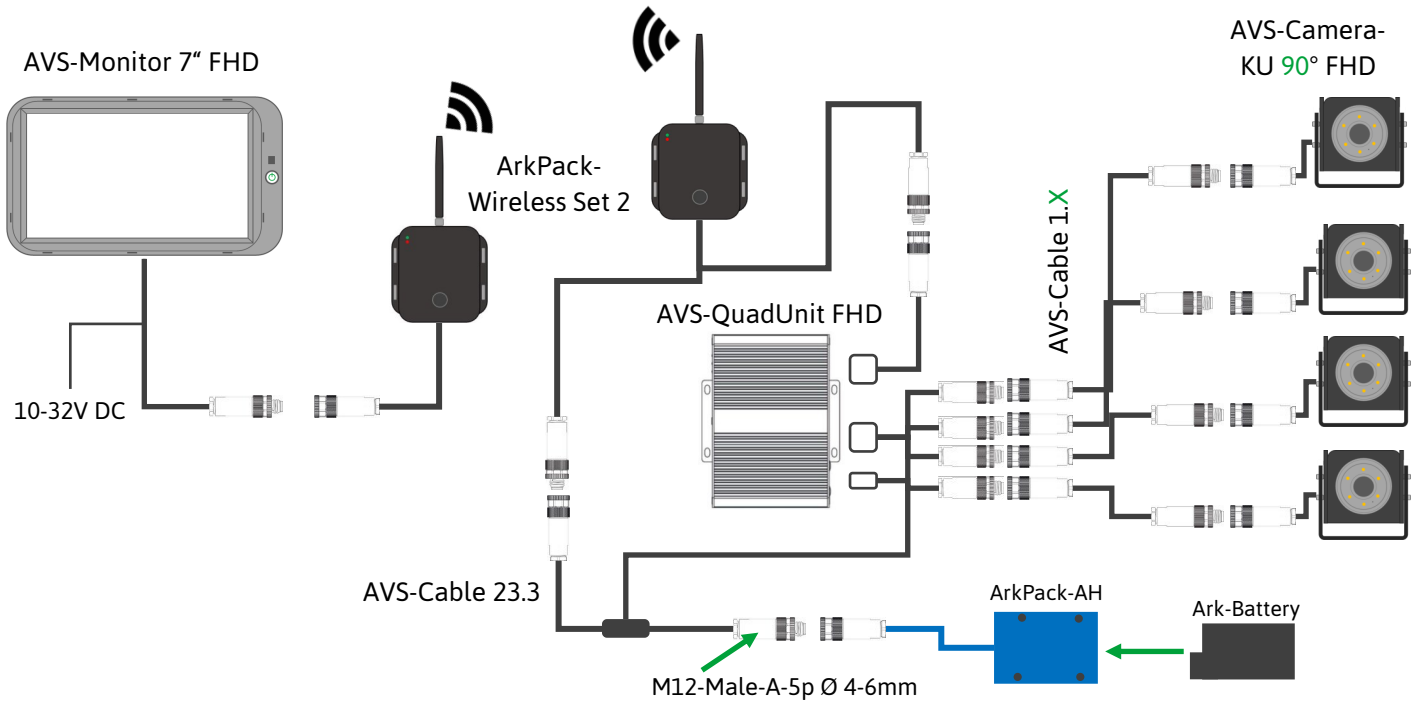 AVS-Monitor 7“ FHD
AVS-Camera-
KU 90° FHD
ArkPack-
Wireless Set 2
AVS-Cable 1.X
AVS-QuadUnit FHD
10-32V DC
AVS-Cable 23.3
ArkPack-AH
Ark-Battery
M12-Male-A-5p Ø 4-6mm